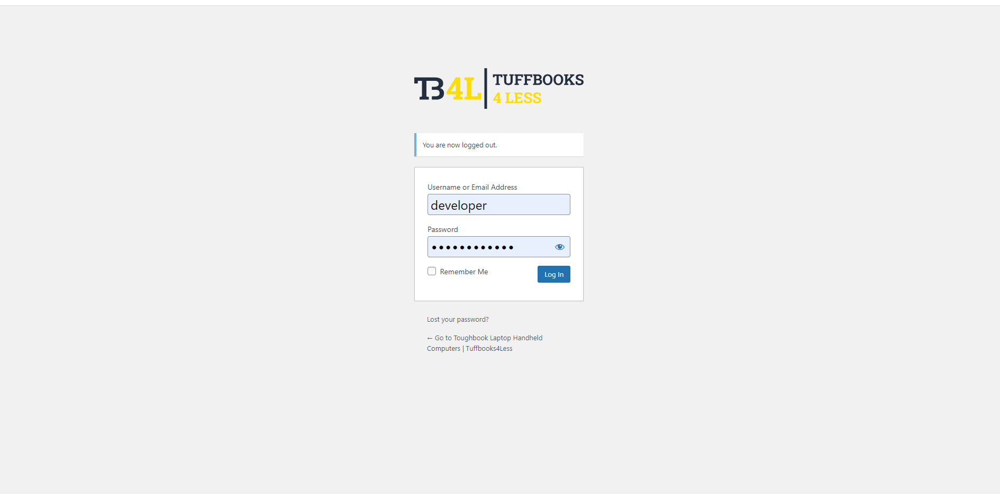 TB4L
TUFFBOOKS
4 LESS
You are now logged out.
Username or Email Address
developer
Password
••••••••••••
Remember Me
Log In
Lost your password?
← Go to Toughbook Laptop Handheld
Computers | Tuffbooks4Less